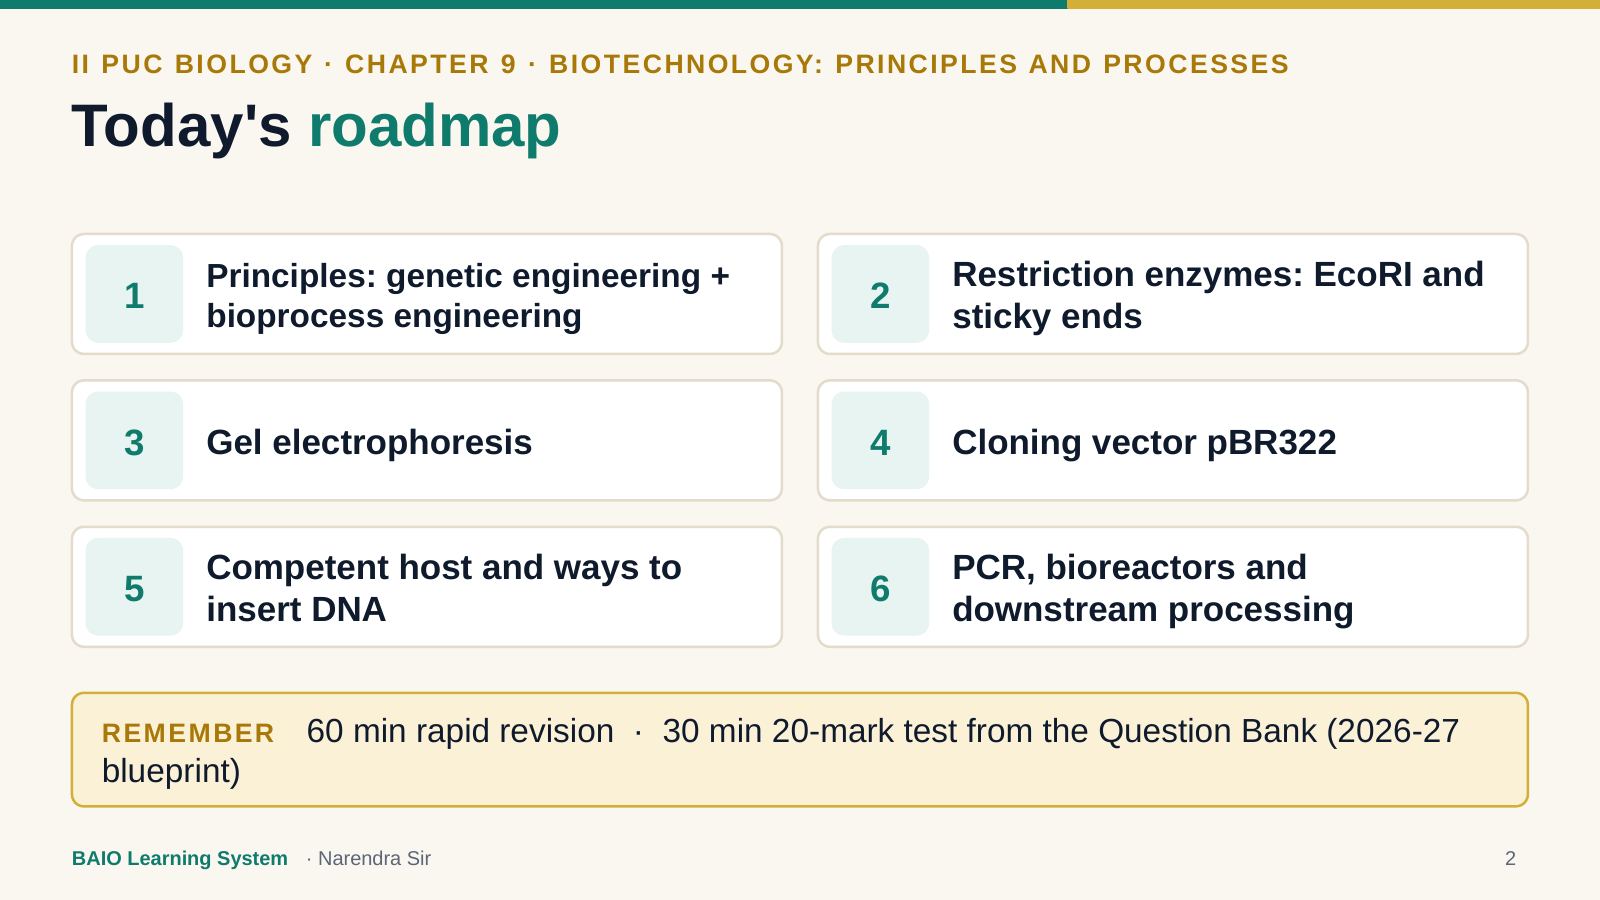 II PUC BIOLOGY · CHAPTER 9 · BIOTECHNOLOGY: PRINCIPLES AND PROCESSES
Today's roadmap
1
Principles: genetic engineering +
bioprocess engineering
2
Restriction enzymes: EcoRI and
sticky ends
3
Gel electrophoresis
4
Cloning vector pBR322
5
Competent host and ways to
insert DNA
6
PCR, bioreactors and
downstream processing
REMEMBER 60 min rapid revision · 30 min 20-mark test from the Question Bank (2026-27
blueprint)
BAIO Learning System · Narendra Sir
2